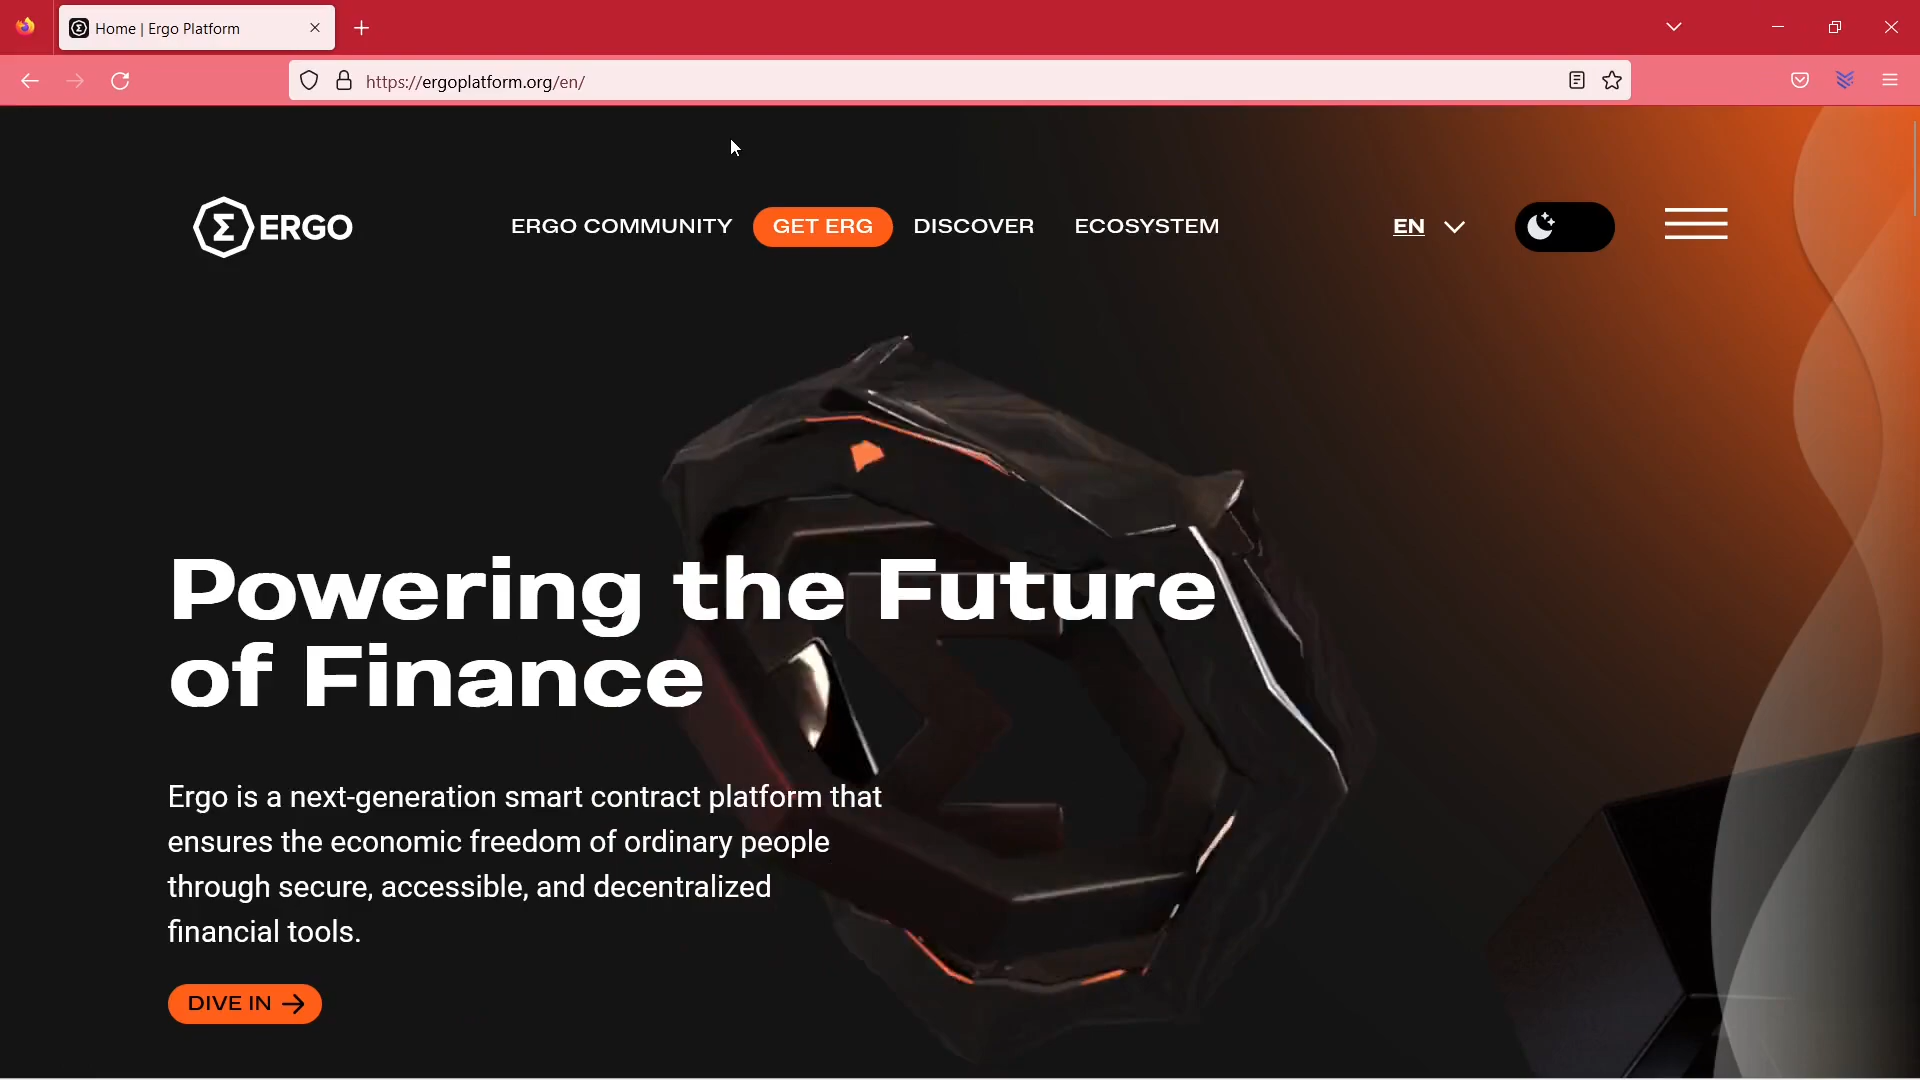 Home | Ergo Platform
https://ergoplatform.org/en/
ERGO
ERGO COMMUNITY
GET ERG
DISCOVER
ECOSYSTEM
EN
Powering the Future
of Finance
Ergo is a next-generation smart contract platform that
ensures the economic freedom of ordinary people
through secure, accessible, and decentralized
financial tools.
DIVE IN